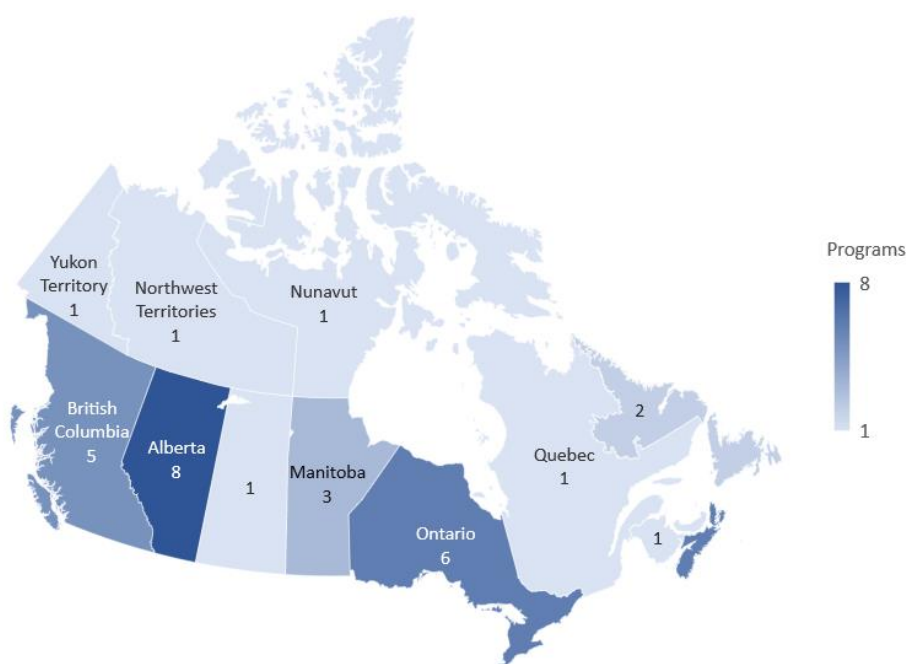 Programs
8
1
Yukon
Territory
1
Northwest
Territories
1
Nunavut
1
British
Columbia
5
Alberta
8
1
Manitoba
3
Ontario
6
Quebec
1
2
1